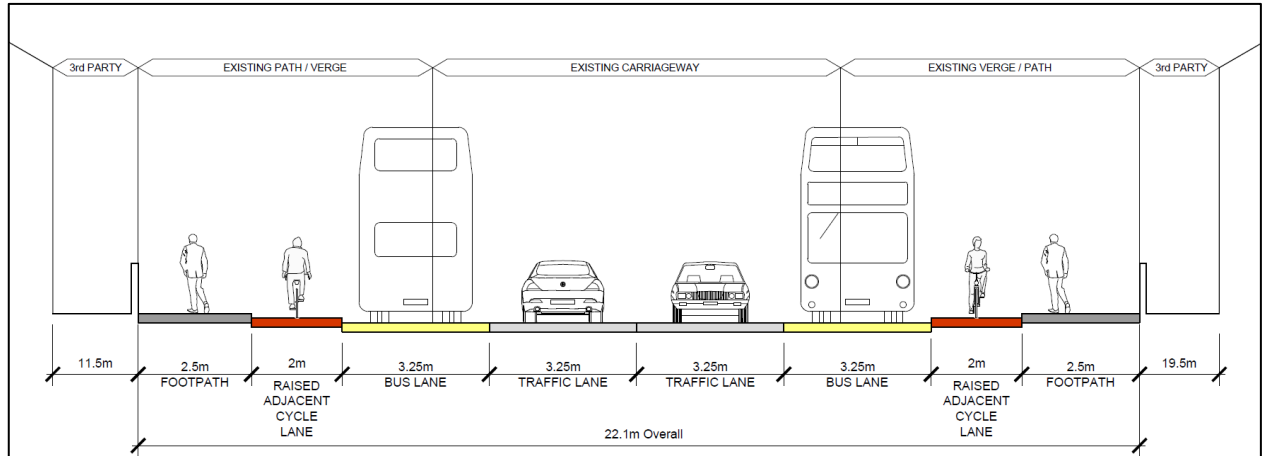 3rd PARTY
EXISTING PATH / VERGE
EXISTING CARRIAGEWAY
EXISTING VERGE / PATH
3rd PARTY
11.5m
2.5m
FOOTPATH
2m
RAISED
ADJACENT
CYCLE
LANE
3.25m
BUS LANE
3.25m
TRAFFIC LANE
3.25m
TRAFFIC LANE
3.25m
BUS LANE
2m
RAISED
ADJACENT
CYCLE
LANE
2.5m
FOOTPATH
19.5m
22.1m Overall